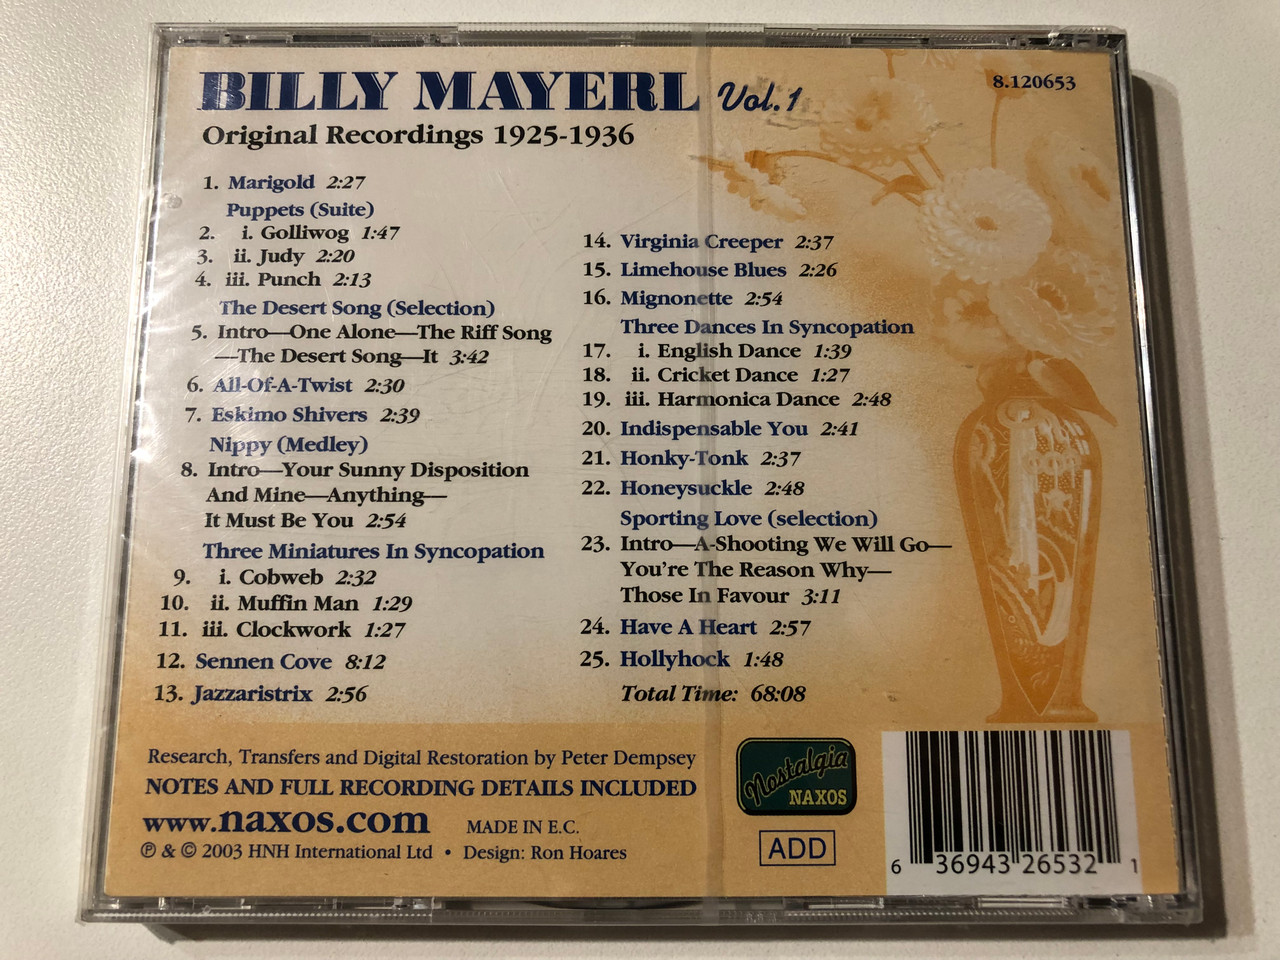 BILLY MAYERL Vol.1
8.120653
Original Recordings 1925-1936
1. Marigold 2:27
Puppets (Suite)
2. i. Golliwog 1:47
3. ii. Judy 2:20
4. iii. Punch 2:13
The Desert Song (Selection)
5. Intro—One Alone—The Riff Song
—The Desert Song—It 3:42
6. All-Of-A-Twist 2:30
7. Eskimo Shivers 2:39
Nippy (Medley)
8. Intro—Your Sunny Disposition
And Mine—Anything—
It Must Be You 2:54
Three Miniatures In Syncopation
9. i. Cobweb 2:32
10. ii. Muffin Man 1:29
11. iii. Clockwork 1:27
12. Sennen Cove 8:12
13. Jazzaristrix 2:56
14. Virginia Creeper 2:37
15. Limehouse Blues 2:26
16. Mignonette 2:54
Three Dances In Syncopation
17. i. English Dance 1:39
18. ii. Cricket Dance 1:27
19. iii. Harmonica Dance 2:48
20. Indispensable You 2:41
21. Honky-Tonk 2:37
22. Honeysuckle 2:48
Sporting Love (selection)
23. Intro—A-Shooting We Will Go—
You're The Reason Why—
Those In Favour 3:11
24. Have A Heart 2:57
25. Hollyhock 1:48
Total Time: 68:08
Research, Transfers and Digital Restoration by Peter Dempsey
NOTES AND FULL RECORDING DETAILS INCLUDED
www.naxos.com MADE IN E.C.
℗ & © 2003 HNH International Ltd • Design: Ron Hoares
Nostalgia
NAXOS
ADD
6 36943 26532 1